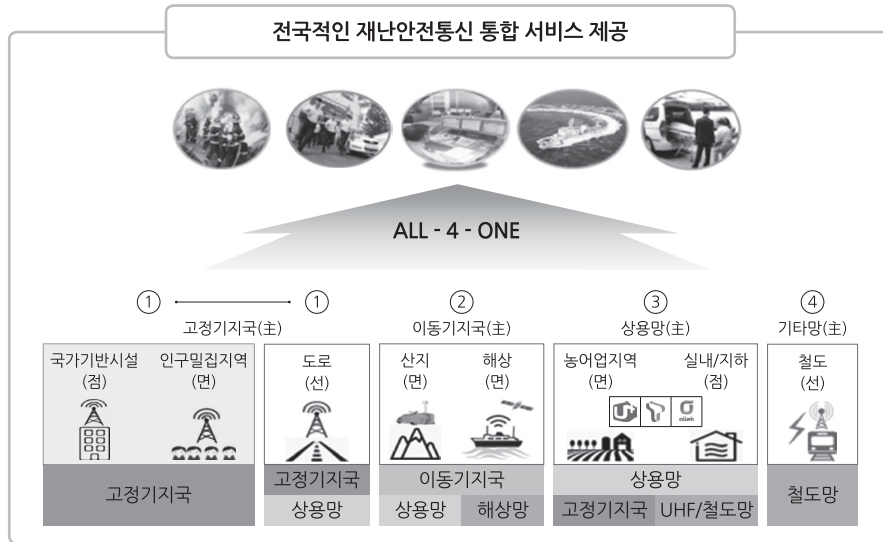 전국적인 재난안전통신 통합 서비스 제공
ALL - 4 - ONE
① ①
고정기지국(主)
②
이동기지국(主)
③
상용망(主)
④
기타망(主)
국가기반시설
(점)
인구밀집지역
(면)
도로
(선)
산지
(면)
해상
(면)
농어업지역
(면)
실내/지하
(점)
철도
(선)
U+
olleh
고정기지국
고정기지국
상용망
이동기지국
상용망 해상망
상용망
고정기지국 UHF/철도망
철도망